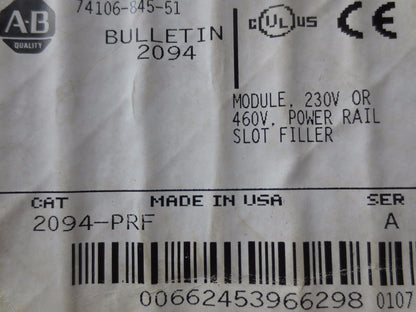 74106-845-51
AB
QUALITY
BULLETIN
2094
C UL US
CE
MODULE, 230V OR
460V, POWER RAIL
SLOT FILLER
CAT MADE IN USA SER
2094-PRF A
00662453966298 0107